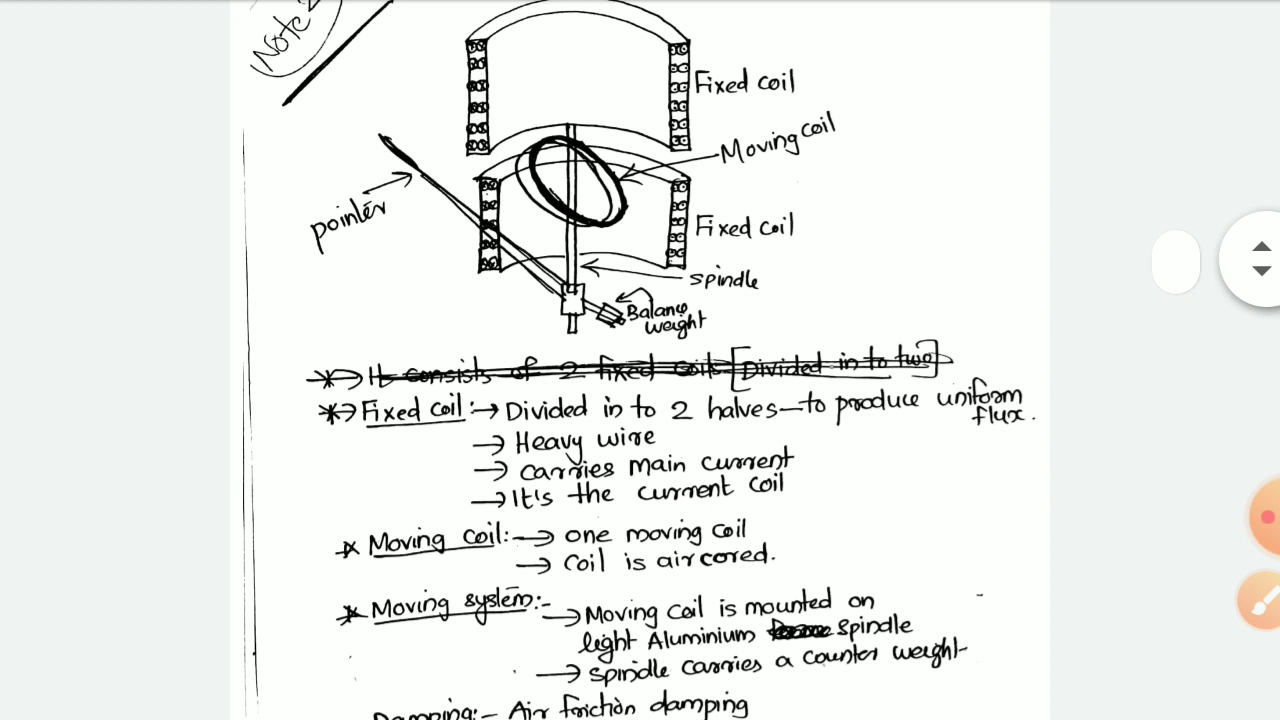 Note 2
Fixed coil
Moving coil
pointer
Fixed coil
spindle
Balance
weight
*→ It consists of 2 fixed coils [Divided in to two]
*→ Fixed coil:→ Divided in to 2 halves—to produce uniform
flux.
→ Heavy wire
→ carries main current
→ It's the current coil
* Moving coil:→ one moving coil
→ coil is aircored.
* Moving system:- → Moving coil is mounted on
light Aluminium spindle
→ spindle carries a counter weight
Damping:- Air friction damping